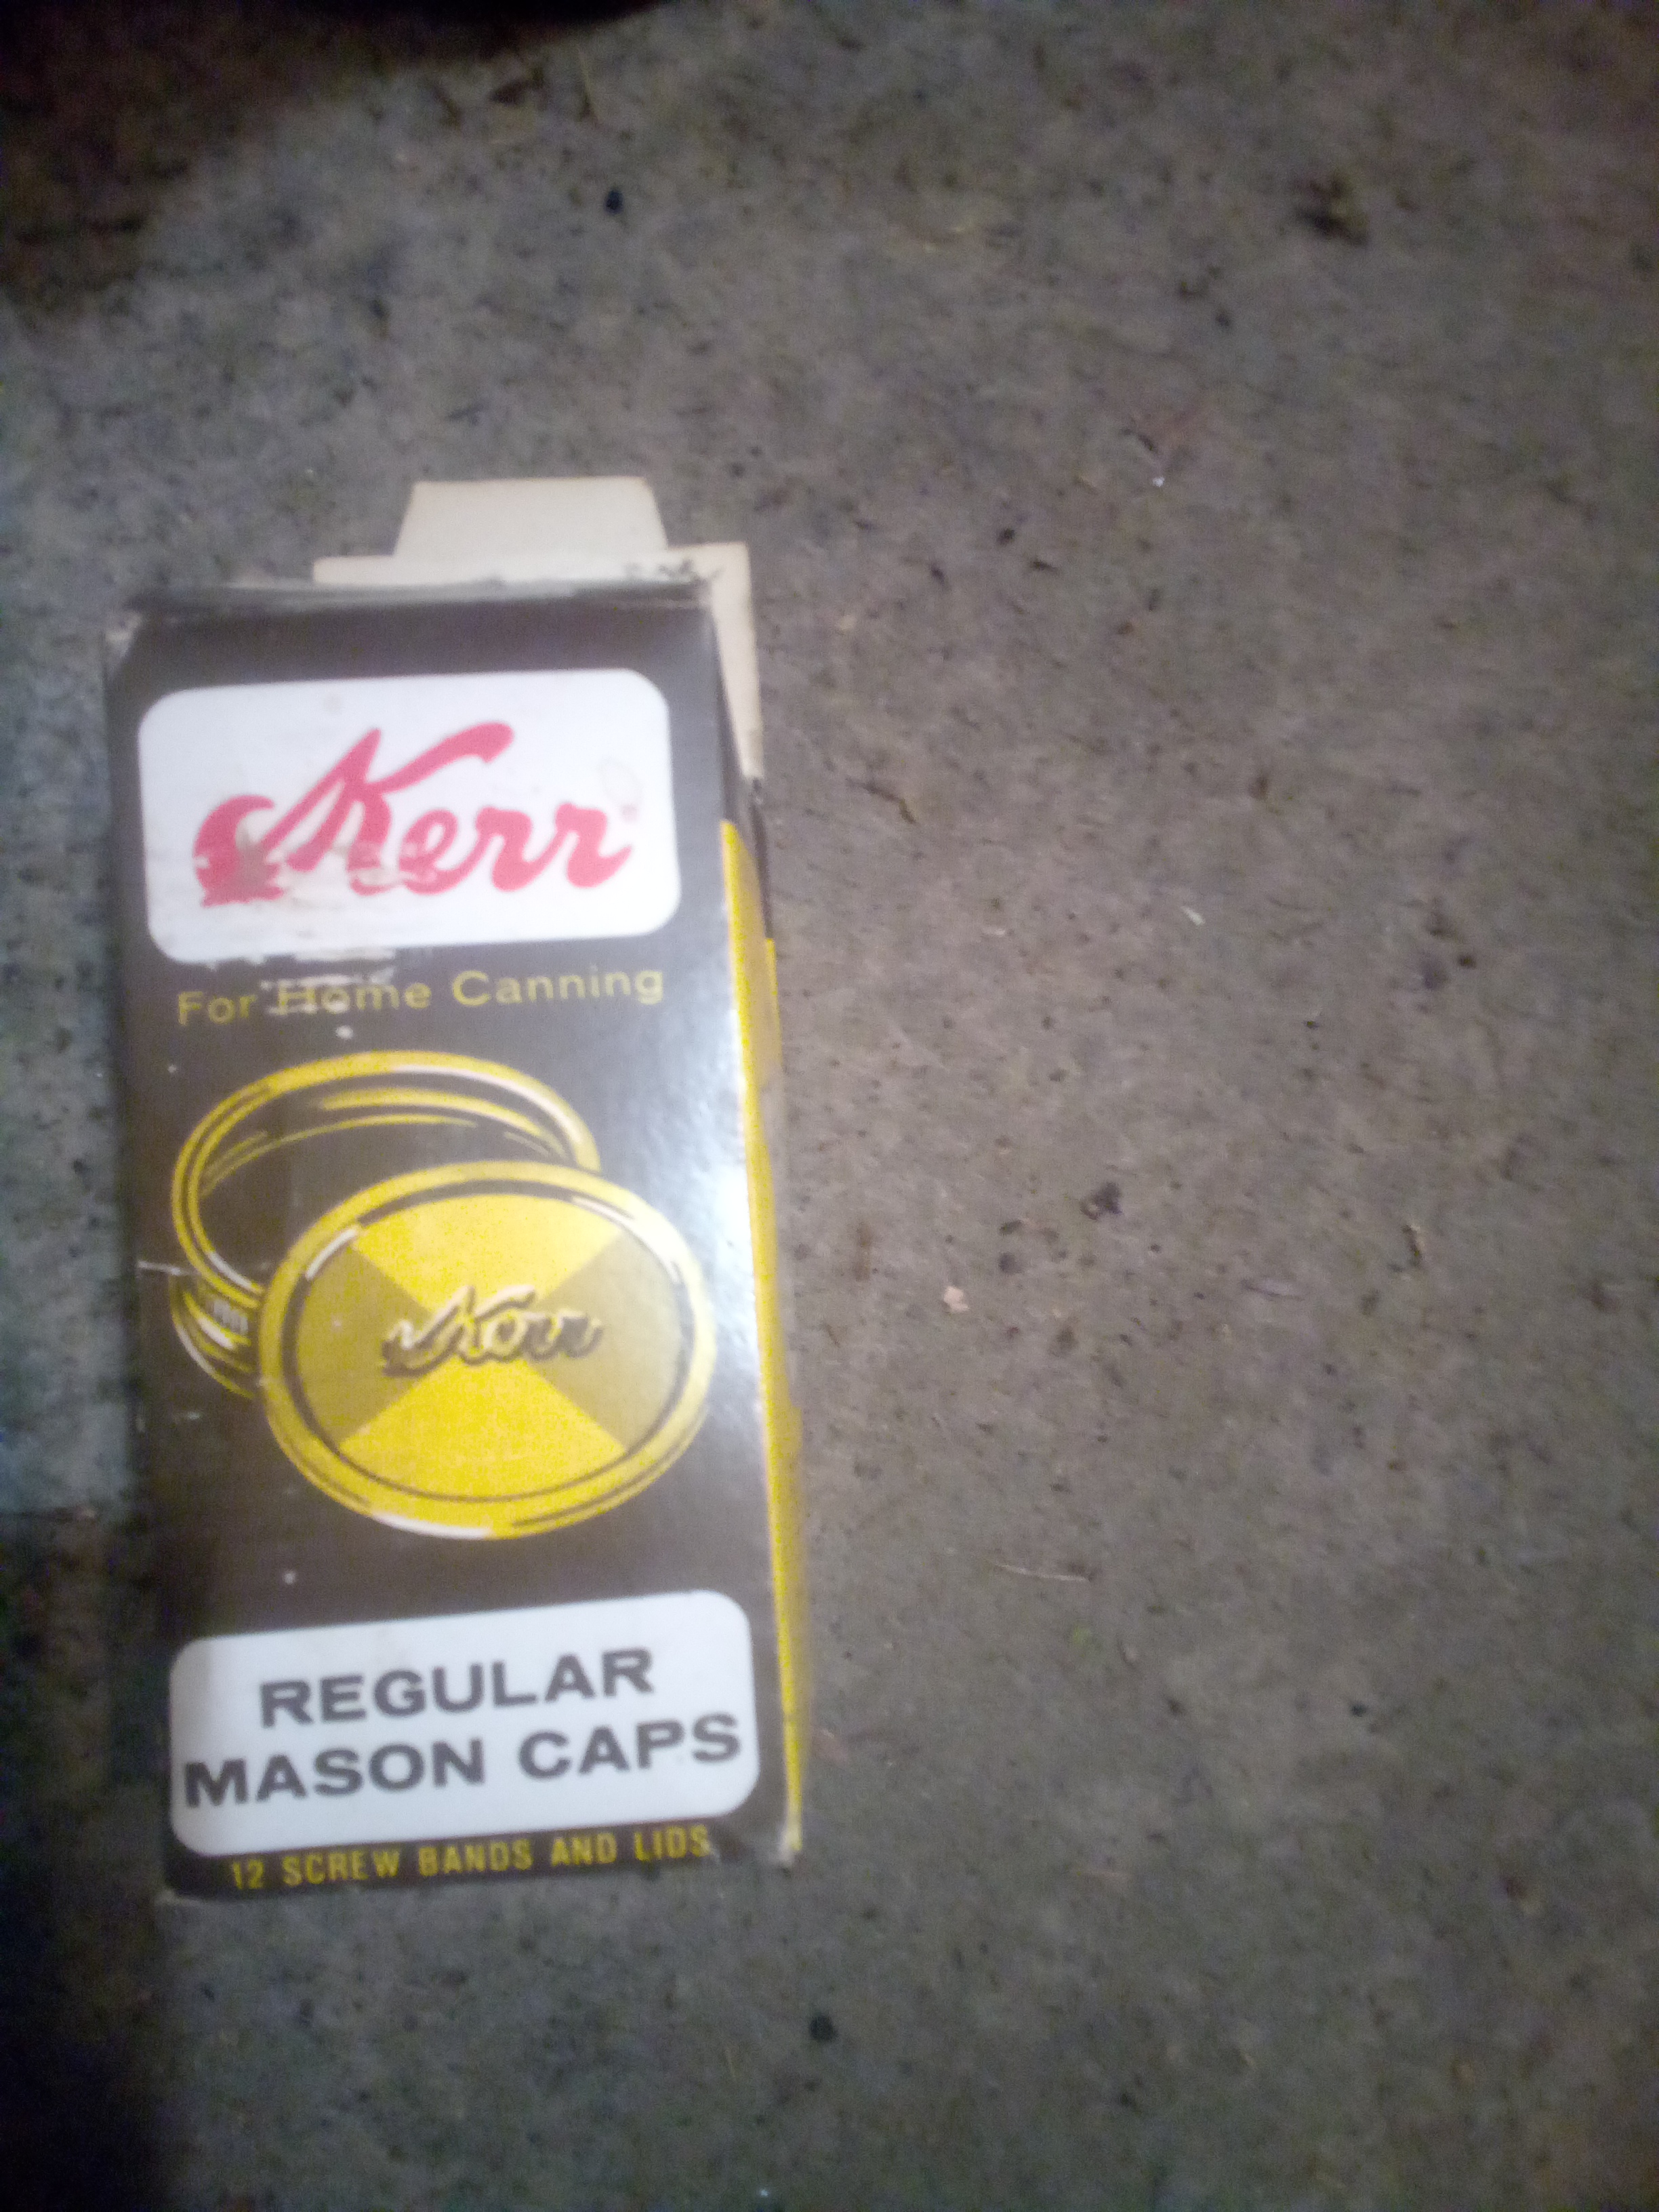 Kerr
For Home Canning
Kerr
REGULAR
MASON CAPS
12 SCREW BANDS AND LIDS